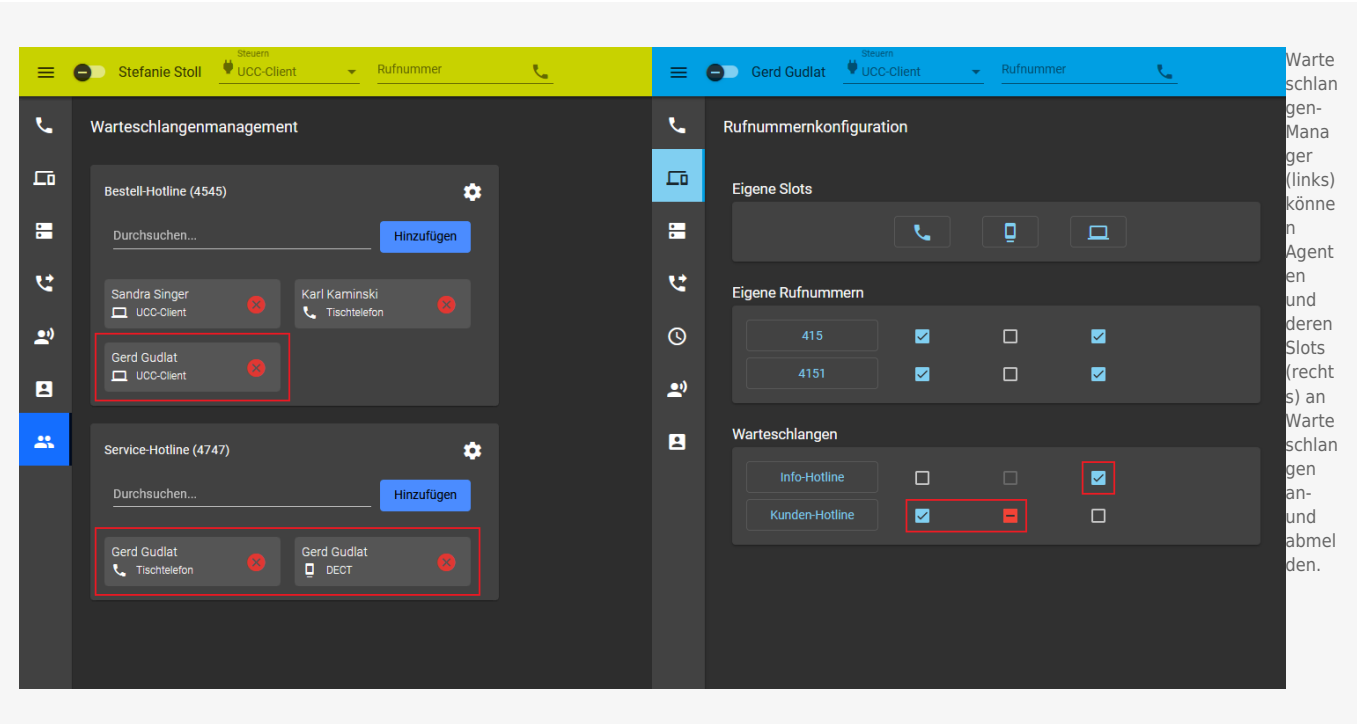 Stefanie Stoll
Steuern
UCC-Client
Rufnummer
Warteschlangenmanagement
Bestell-Hotline (4545)
Durchsuchen...
Hinzufügen
Sandra Singer
UCC-Client
Karl Kaminski
Tischtelefon
Gerd Gudlat
UCC-Client
Service-Hotline (4747)
Durchsuchen...
Hinzufügen
Gerd Gudlat
Tischtelefon
Gerd Gudlat
DECT
Gerd Gudlat
Steuern
UCC-Client
Rufnummer
Rufnummernkonfiguration
Eigene Slots
Eigene Rufnummern
415
4151
Warteschlangen
Info-Hotline
Kunden-Hotline
Warte
schlan
gen-
Mana
ger
(links)
könne
n
Agent
en
und
deren
Slots
(recht
s) an
Warte
schlan
gen
an-
und
abmel
den.